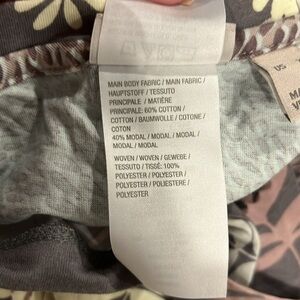 MAIN BODY FABRIC / MAIN FABRIC /
HAUPTSTOFF / TESSUTO
PRINCIPALE / MATIÈRE
PRINCIPALE: 60% COTTON /
COTTON / BAUMWOLLE / COTONE /
COTON
40% MODAL / MODAL / MODAL /
MODAL / MODAL
WOVEN / WOVEN / GEWEBE /
TESSUTO / TISSÉ: 100%
POLYESTER / POLYESTER /
POLYESTER / POLIESTERE /
POLYESTER
US